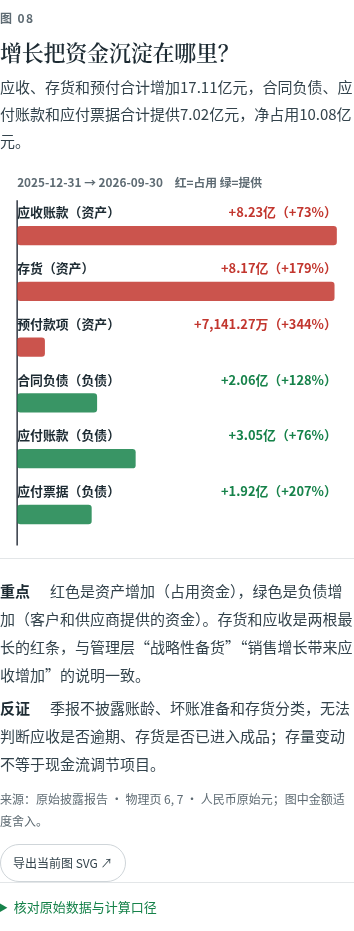 图 08
增长把资金沉淀在哪里？
应收、存货和预付合计增加17.11亿元，合同负债、应
付账款和应付票据合计提供7.02亿元，净占用10.08亿
元。
2025-12-31 → 2026-09-30 红=占用 绿=提供
应收账款（资产） +8.23亿（+73%）
存货（资产） +8.17亿（+179%）
预付款项（资产） +7,141.27万（+344%）
合同负债（负债） +2.06亿（+128%）
应付账款（负债） +3.05亿（+76%）
应付票据（负债） +1.92亿（+207%）
重点 红色是资产增加（占用资金），绿色是负债增
加（客户和供应商提供的资金）。存货和应收是两根最
长的红条，与管理层“战略性备货”“销售增长带来应
收增加”的说明一致。
反证 季报不披露账龄、坏账准备和存货分类，无法
判断应收是否逾期、存货是否已进入成品；存量变动
不等于现金流调节项目。
来源：原始披露报告 · 物理页 6, 7 · 人民币原始元；图中金额适
度舍入。
导出当前图 SVG ↗
▶ 核对原始数据与计算口径